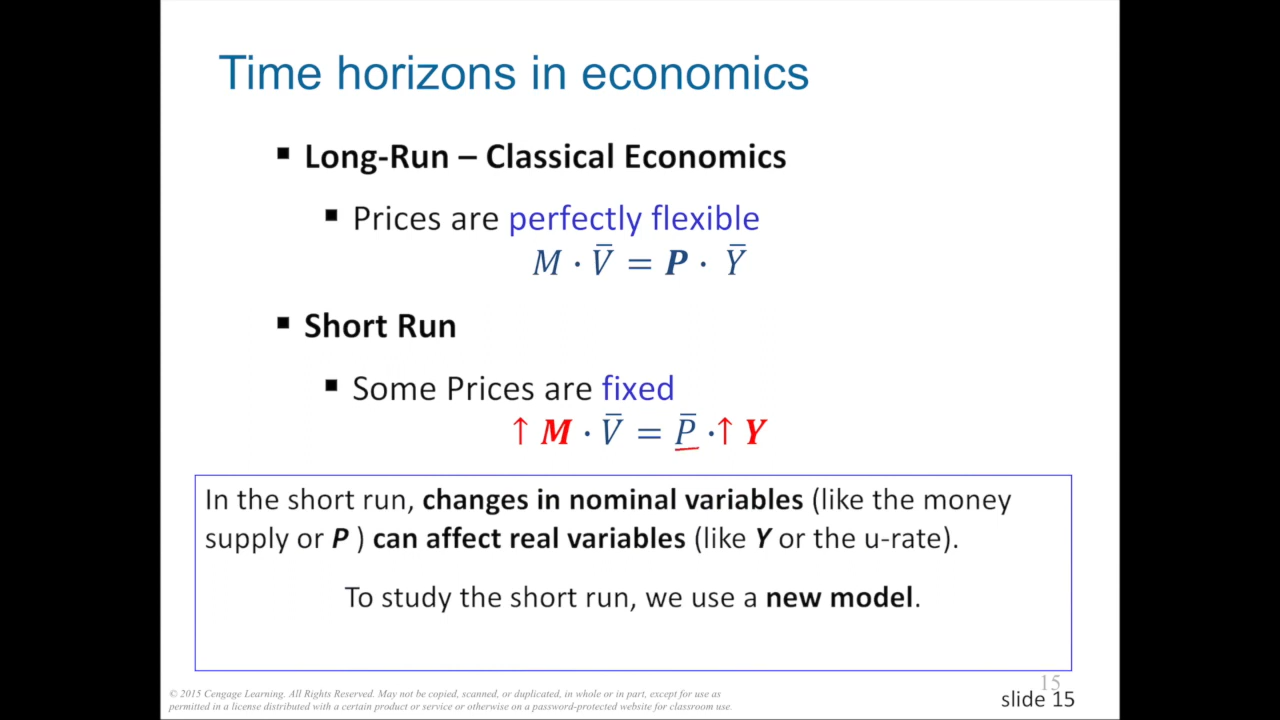 Time horizons in economics
▪ Long-Run – Classical Economics
▪ Prices are perfectly flexible
M · V̅ = P · Y̅
▪ Short Run
▪ Some Prices are fixed
↑ M · V̅ = P̅ ·↑ Y
In the short run, changes in nominal variables (like the money
supply or P ) can affect real variables (like Y or the u-rate).
To study the short run, we use a new model.
© 2015 Cengage Learning. All Rights Reserved. May not be copied, scanned, or duplicated, in whole or in part, except for use as
permitted in a license distributed with a certain product or service or otherwise on a password-protected website for classroom use.
15
slide 15